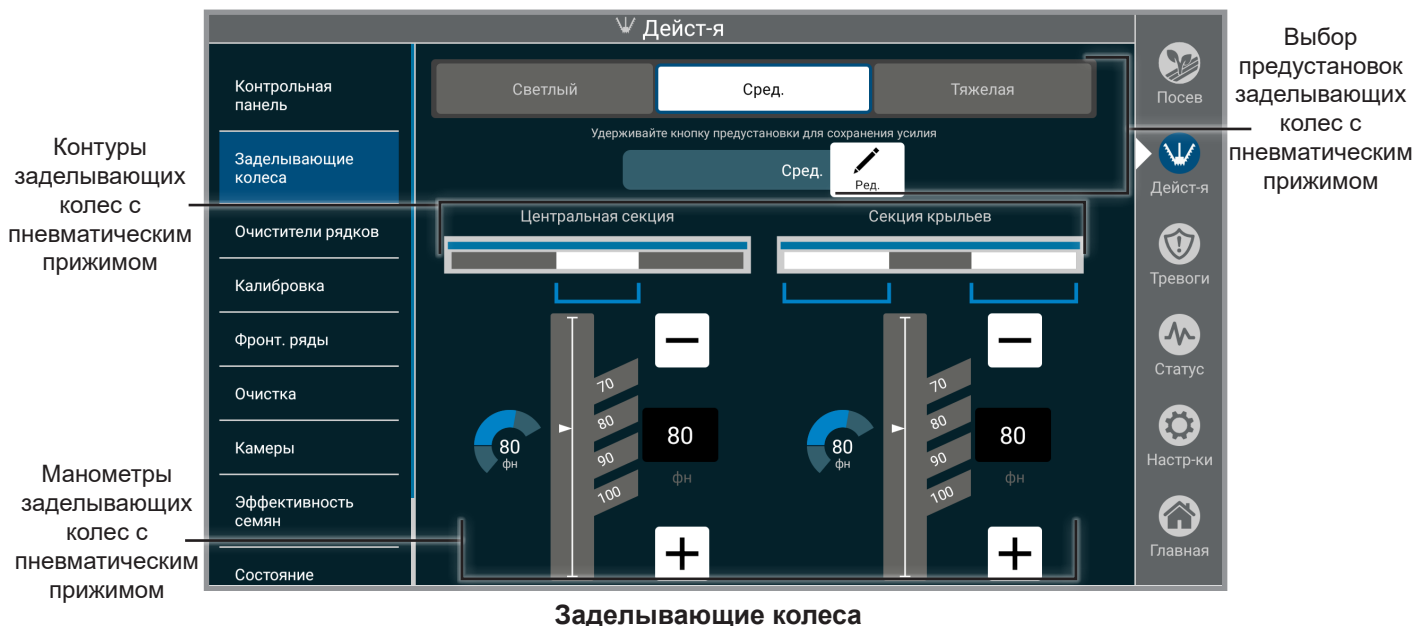 Дейст-я
Контрольная
панель
Заделывающие
колеса
Очистители рядков
Калибровка
Фронт. ряды
Очистка
Камеры
Эффективность
семян
Состояние
Светлый
Сред.
Тяжелая
Удерживайте кнопку предустановки для сохранения усилия
Сред.
Ред.
Центральная секция
Секция крыльев
70
80
90
100
80
фн
80
фн
70
80
90
100
80
фн
80
фн
Посев
Дейст-я
Тревоги
Статус
Настр-ки
Главная
Контуры
заделывающих
колес с
пневматическим
прижимом
Манометры
заделывающих
колес с
пневматическим
прижимом
Выбор
предустановок
заделывающих
колес с
пневматическим
прижимом
Заделывающие колеса